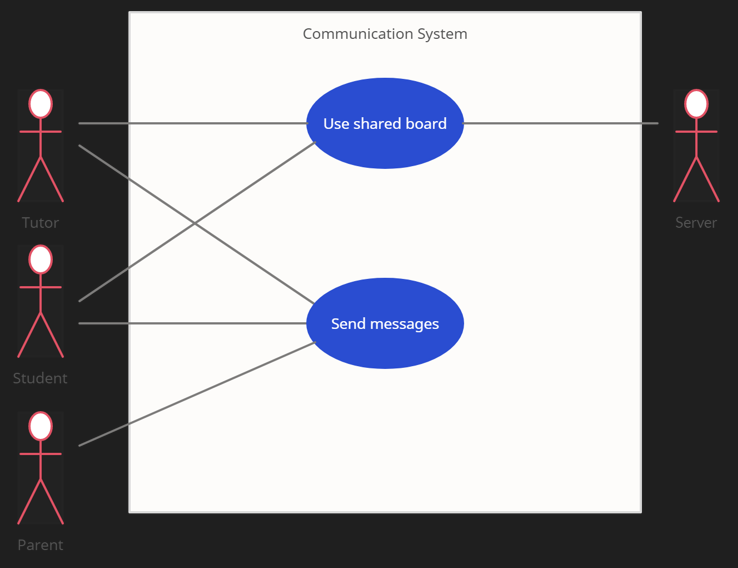 Communication System
Use shared board
Tutor
Server
Send messages
Student
Parent